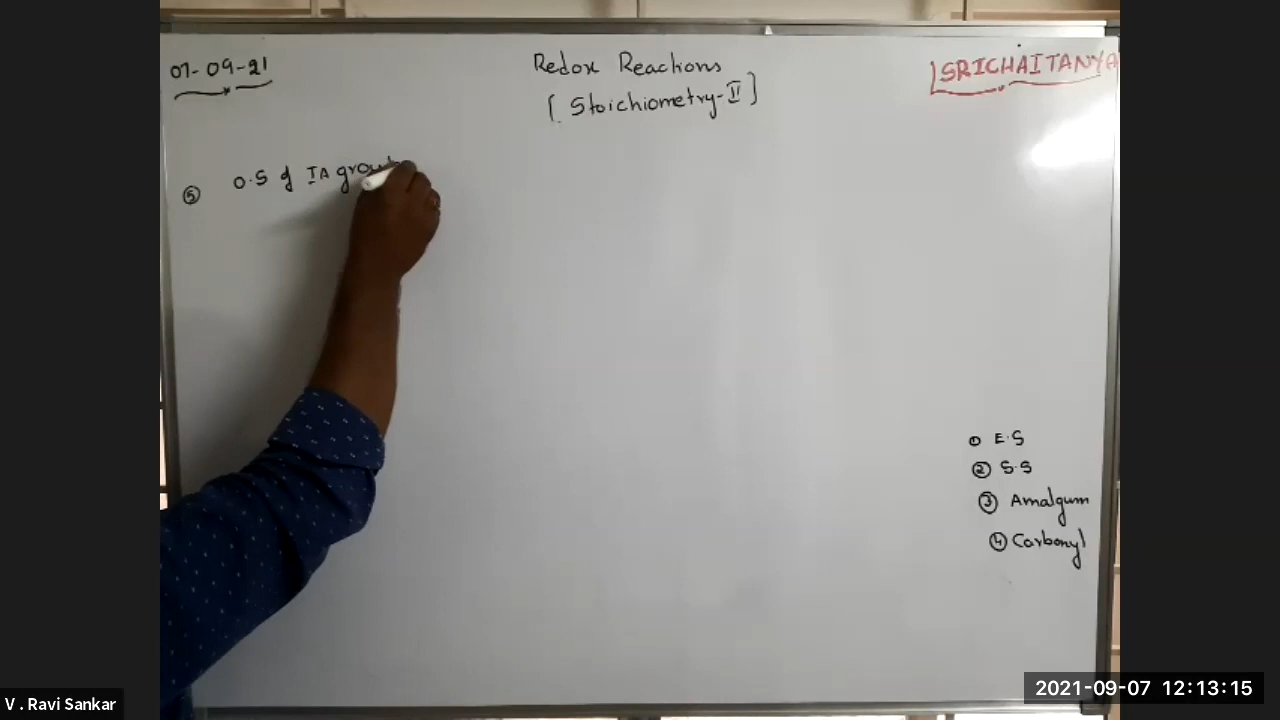 07-09-21
Redox Reactions
[Stoichiometry-II]
SRICHAITANYA
⑤ O.S of IA group
① E.S
② S.S
③ Amalgum
④ Carbonyl
V . Ravi Sankar
2021-09-07 12:13:15